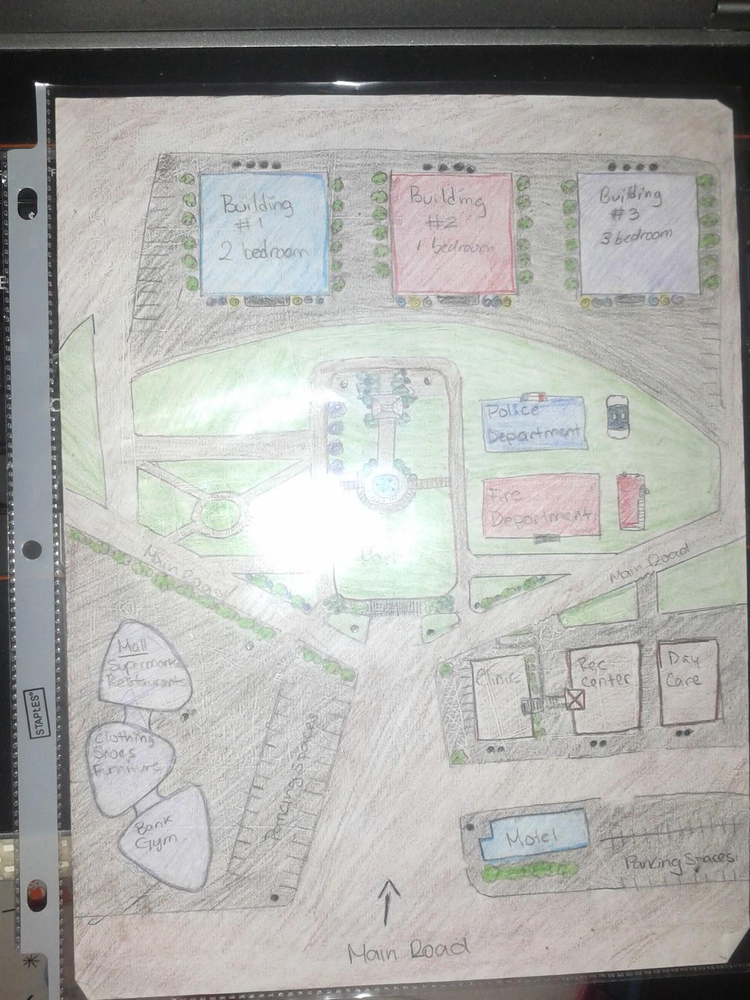 Building
#1
2 bedroom
Building
#2
1 bedroom
Building
#3
3 bedroom
Police
Department
Fire
Department
Park
Main Road
Main Road
Mall
Supermarke
Restaurants
Clothing
Shoes
Furniture
Bank
Gym
Parking Spaces
Clinic
Rec
center
Day
Care
Motel
Parking Spaces
Main Road
STAPLES